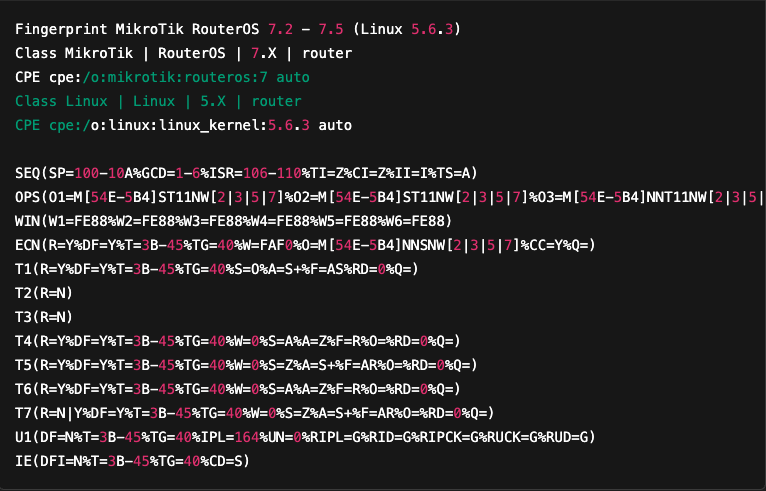 Fingerprint MikroTik RouterOS 7.2 - 7.5 (Linux 5.6.3)
Class MikroTik | RouterOS | 7.X | router
CPE cpe:/o:mikrotik:routeros:7 auto
Class Linux | Linux | 5.X | router
CPE cpe:/o:linux:linux_kernel:5.6.3 auto
SEQ(SP=100-10A%GCD=1-6%ISR=106-110%TI=Z%CI=Z%II=I%TS=A)
OPS(O1=M[54E-5B4]ST11NW[2|3|5|7]%O2=M[54E-5B4]ST11NW[2|3|5|7]%O3=M[54E-5B4]NNT11NW[2|3|5|
WIN(W1=FE88%W2=FE88%W3=FE88%W4=FE88%W5=FE88%W6=FE88)
ECN(R=Y%DF=Y%T=3B-45%TG=40%W=FAF0%O=M[54E-5B4]NNSNW[2|3|5|7]%CC=Y%Q=)
T1(R=Y%DF=Y%T=3B-45%TG=40%S=O%A=S+%F=AS%RD=0%Q=)
T2(R=N)
T3(R=N)
T4(R=Y%DF=Y%T=3B-45%TG=40%W=0%S=A%A=Z%F=R%O=%RD=0%Q=)
T5(R=Y%DF=Y%T=3B-45%TG=40%W=0%S=Z%A=S+%F=AR%O=%RD=0%Q=)
T6(R=Y%DF=Y%T=3B-45%TG=40%W=0%S=A%A=Z%F=R%O=%RD=0%Q=)
T7(R=N|Y%DF=Y%T=3B-45%TG=40%W=0%S=Z%A=S+%F=AR%O=%RD=0%Q=)
U1(DF=N%T=3B-45%TG=40%IPL=164%UN=0%RIPL=G%RID=G%RIPCK=G%RUCK=G%RUD=G)
IE(DFI=N%T=3B-45%TG=40%CD=S)